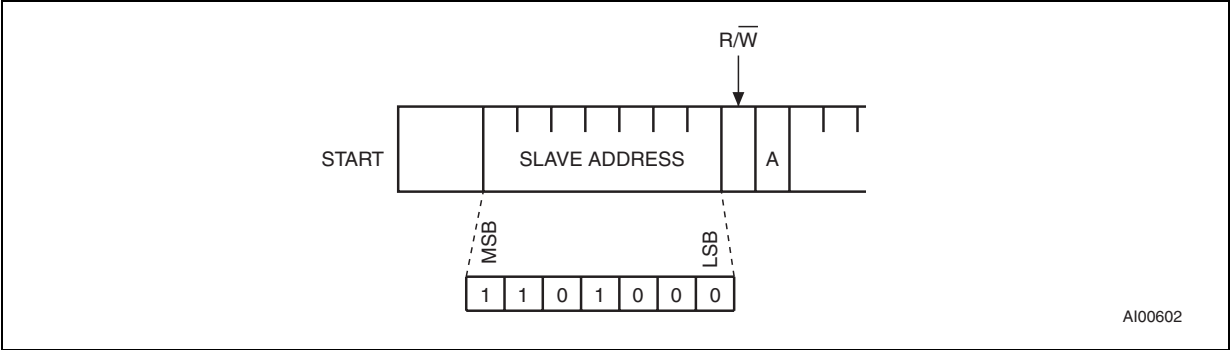 R/W̅
START
SLAVE ADDRESS
A
MSB
LSB
1 1 0 1 0 0 0
AI00602